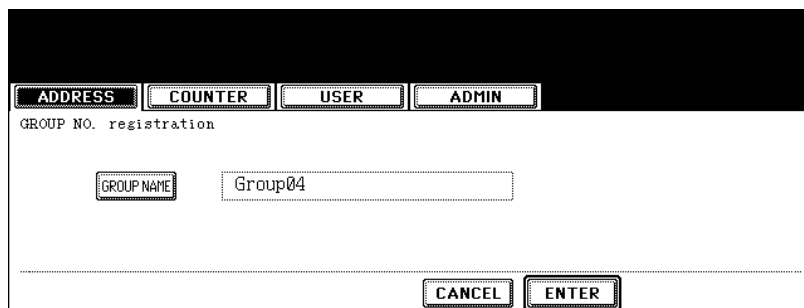 ADDRESS COUNTER USER ADMIN
GROUP NO. registration
GROUP NAME Group04
CANCEL ENTER